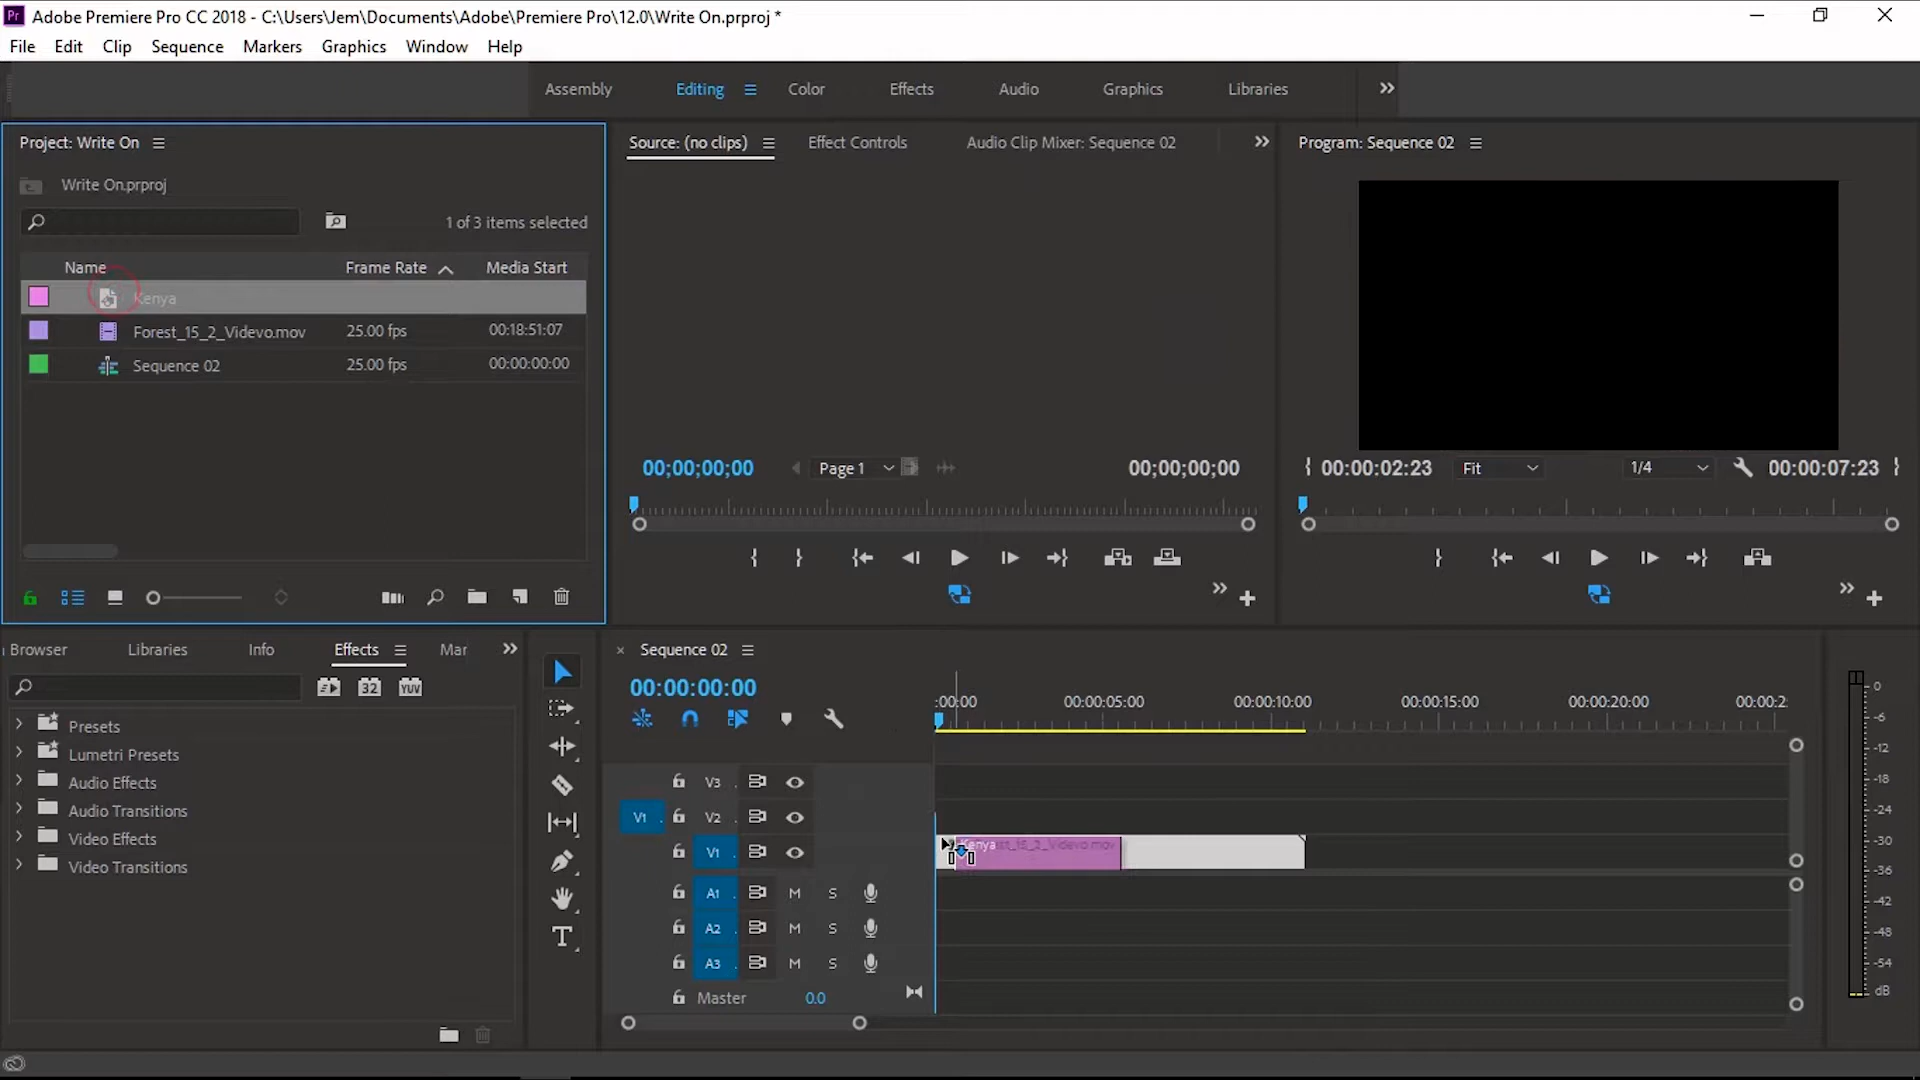 Adobe Premiere Pro CC 2018 - C:\Users\Jem\Documents\Adobe\Premiere Pro\12.0\Write On.prproj *
File Edit Clip Sequence Markers Graphics Window Help
Assembly Editing Color Effects Audio Graphics Libraries
Project: Write On
Source: (no clips) Effect Controls Audio Clip Mixer: Sequence 02
Program: Sequence 02
Write On.prproj
1 of 3 items selected
Name Frame Rate Media Start
Kenya
Forest_15_2_Videvo.mov 25.00 fps 00:18:51:07
Sequence 02 25.00 fps 00:00:00:00
00;00;00;00 Page 1 00;00;00;00
00:00:02:23 Fit 1/4 00:00:07:23
Browser Libraries Info Effects Mar
32 YUV
Presets
Lumetri Presets
Audio Effects
Audio Transitions
Video Effects
Video Transitions
Sequence 02
00:00:00:00
:00:00 00:00:05:00 00:00:10:00 00:00:15:00 00:00:20:00 00:00:2
V3
V1 V2
V1
Kenya
st_15_2_Videvo.mov
A1 M S
A2 M S
A3 M S
Master 0.0
0
-6
-12
-18
-24
-30
-36
-42
-48
-54
dB